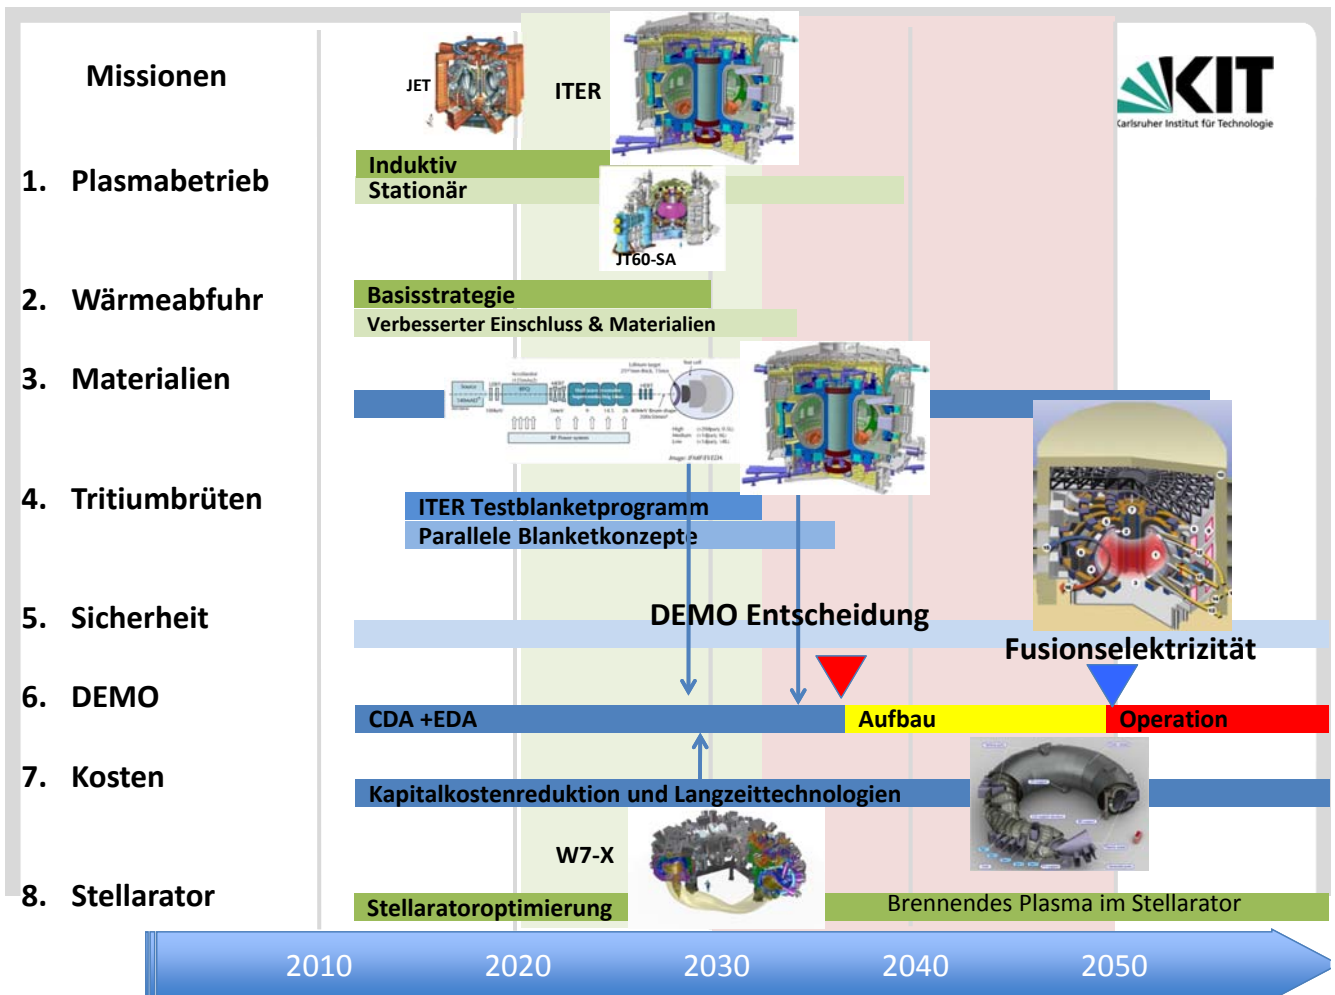 Missionen
JET
ITER
KIT
Karlsruher Institut für Technologie
1. Plasmabetrieb
Induktiv
Stationär
JT60-SA
2. Wärmeabfuhr
Basisstrategie
Verbesserter Einschluss & Materialien
3. Materialien
4. Tritiumbrüten
ITER Testblanketprogramm
Parallele Blanketkonzepte
5. Sicherheit
DEMO Entscheidung
Fusionselektrizität
6. DEMO
CDA +EDA
Aufbau
Operation
7. Kosten
Kapitalkostenreduktion und Langzeittechnologien
W7-X
8. Stellarator
Stellaratoroptimierung
Brennendes Plasma im Stellarator
2010
2020
2030
2040
2050